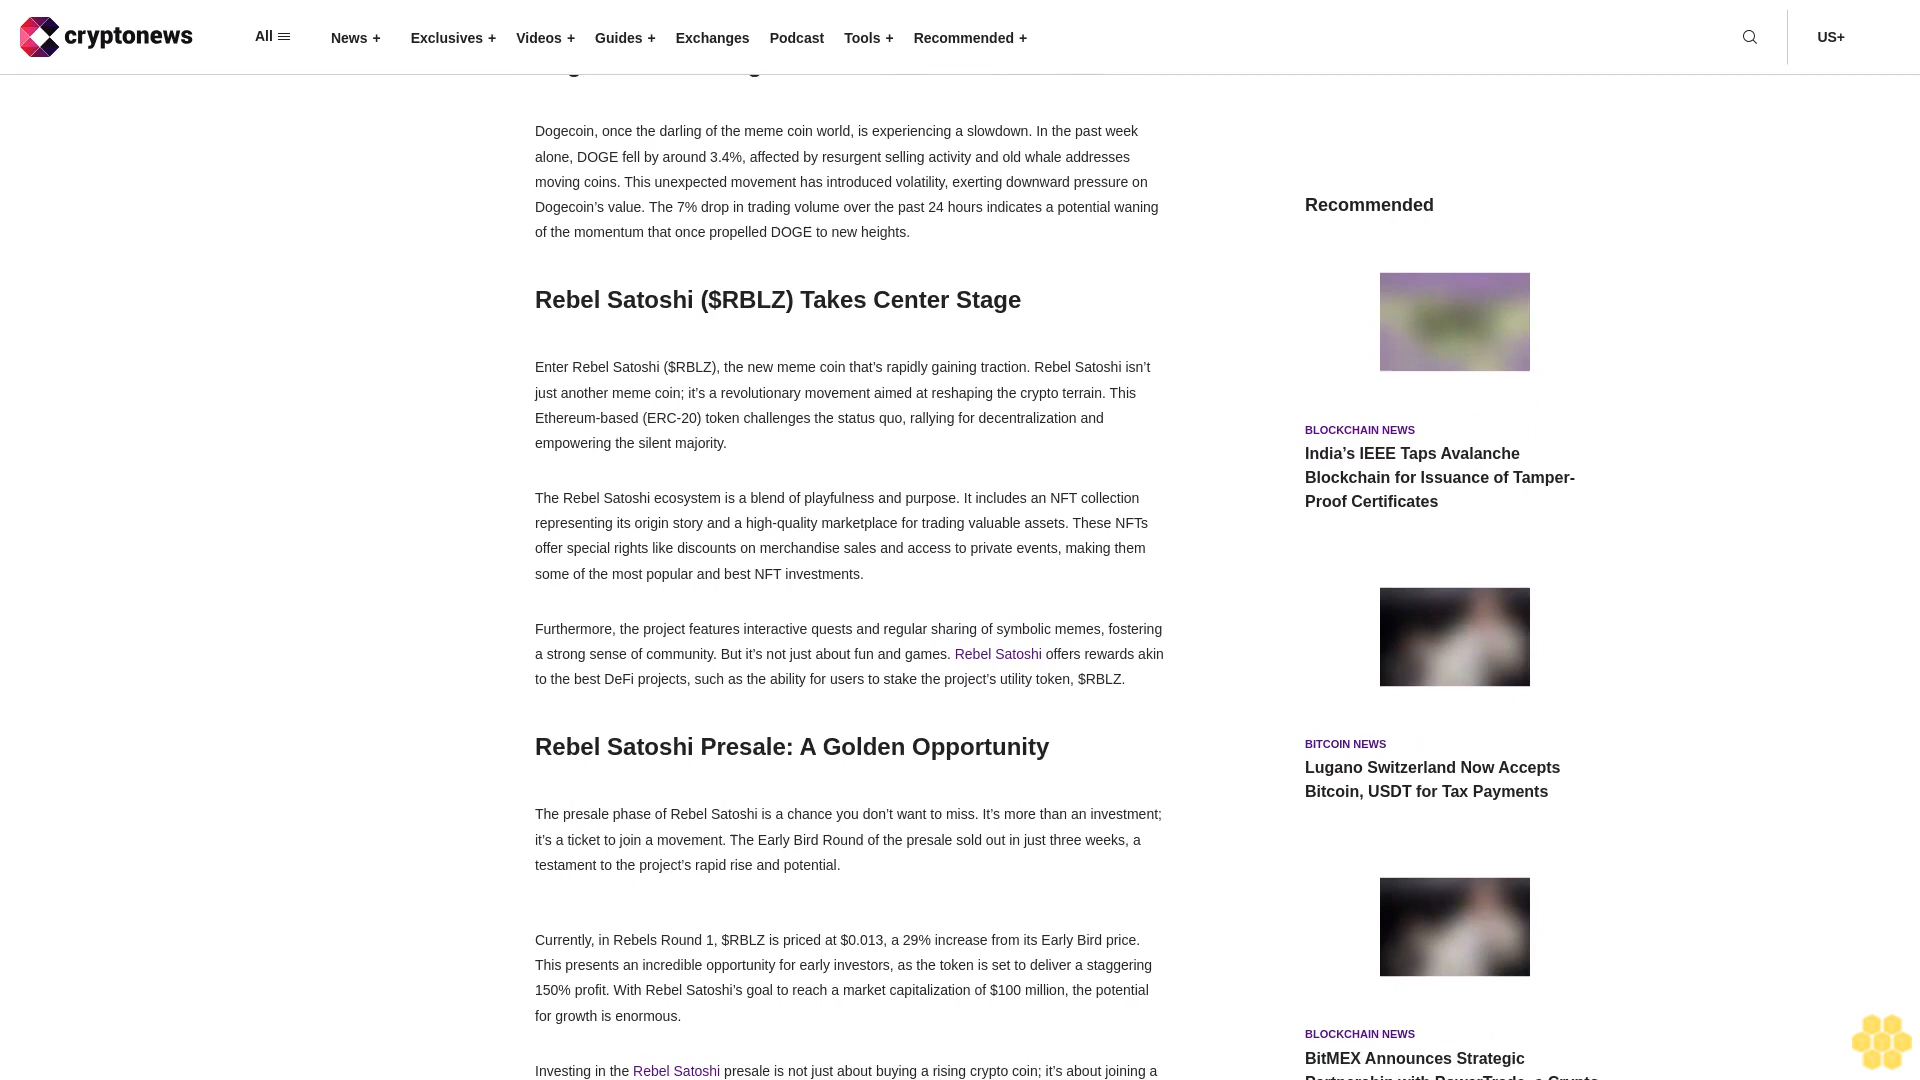 cryptonews
All
News +
Exclusives +
Videos +
Guides +
Exchanges
Podcast
Tools +
Recommended +
US+
Dogecoin, once the darling of the meme coin world, is experiencing a slowdown. In the past week
alone, DOGE fell by around 3.4%, affected by resurgent selling activity and old whale addresses
moving coins. This unexpected movement has introduced volatility, exerting downward pressure on
Dogecoin’s value. The 7% drop in trading volume over the past 24 hours indicates a potential waning
of the momentum that once propelled DOGE to new heights.
Rebel Satoshi ($RBLZ) Takes Center Stage
Enter Rebel Satoshi ($RBLZ), the new meme coin that’s rapidly gaining traction. Rebel Satoshi isn’t
just another meme coin; it’s a revolutionary movement aimed at reshaping the crypto terrain. This
Ethereum-based (ERC-20) token challenges the status quo, rallying for decentralization and
empowering the silent majority.
The Rebel Satoshi ecosystem is a blend of playfulness and purpose. It includes an NFT collection
representing its origin story and a high-quality marketplace for trading valuable assets. These NFTs
offer special rights like discounts on merchandise sales and access to private events, making them
some of the most popular and best NFT investments.
Furthermore, the project features interactive quests and regular sharing of symbolic memes, fostering
a strong sense of community. But it’s not just about fun and games. Rebel Satoshi offers rewards akin
to the best DeFi projects, such as the ability for users to stake the project’s utility token, $RBLZ.
Rebel Satoshi Presale: A Golden Opportunity
The presale phase of Rebel Satoshi is a chance you don’t want to miss. It’s more than an investment;
it’s a ticket to join a movement. The Early Bird Round of the presale sold out in just three weeks, a
testament to the project’s rapid rise and potential.
Currently, in Rebels Round 1, $RBLZ is priced at $0.013, a 29% increase from its Early Bird price.
This presents an incredible opportunity for early investors, as the token is set to deliver a staggering
150% profit. With Rebel Satoshi’s goal to reach a market capitalization of $100 million, the potential
for growth is enormous.
Investing in the Rebel Satoshi presale is not just about buying a rising crypto coin; it’s about joining a
Recommended
BLOCKCHAIN NEWS
India’s IEEE Taps Avalanche
Blockchain for Issuance of Tamper-
Proof Certificates
BITCOIN NEWS
Lugano Switzerland Now Accepts
Bitcoin, USDT for Tax Payments
BLOCKCHAIN NEWS
BitMEX Announces Strategic
Partnership with PowerTrade, a Crypto